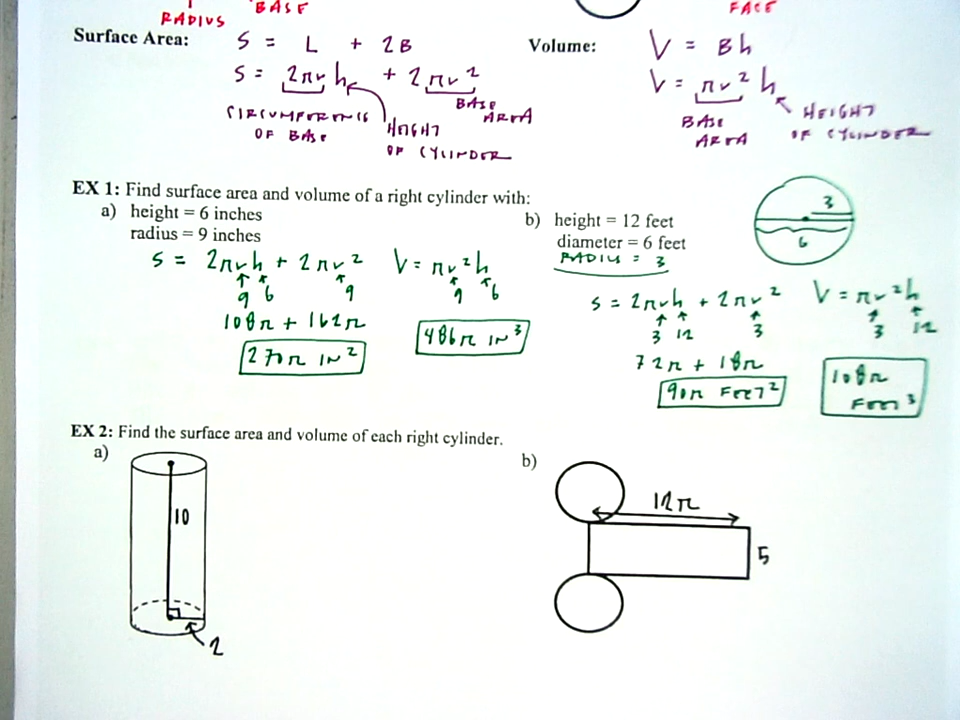 RADIUS BASE FACE
Surface Area: S = L + 2B
S = 2πr h + 2πr²
CIRCUMFERENCE OF BASE
HEIGHT OF CYLINDER
BASE AREA
Volume: V = Bh
V = πr² h
BASE AREA
HEIGHT OF CYLINDER
EX 1: Find surface area and volume of a right cylinder with:
a) height = 6 inches
radius = 9 inches
S = 2πrh + 2πr²
9 6 9
108π + 162π
270π IN²
V = πr²h
9 6
486π IN³
b) height = 12 feet
diameter = 6 feet
RADIUS = 3
3
6
S = 2πrh + 2πr²
3 12 3
72π + 18π
90π FEET²
V = πr²h
3 12
108π
FEET³
EX 2: Find the surface area and volume of each right cylinder.
a)
10
2
b)
12π
5